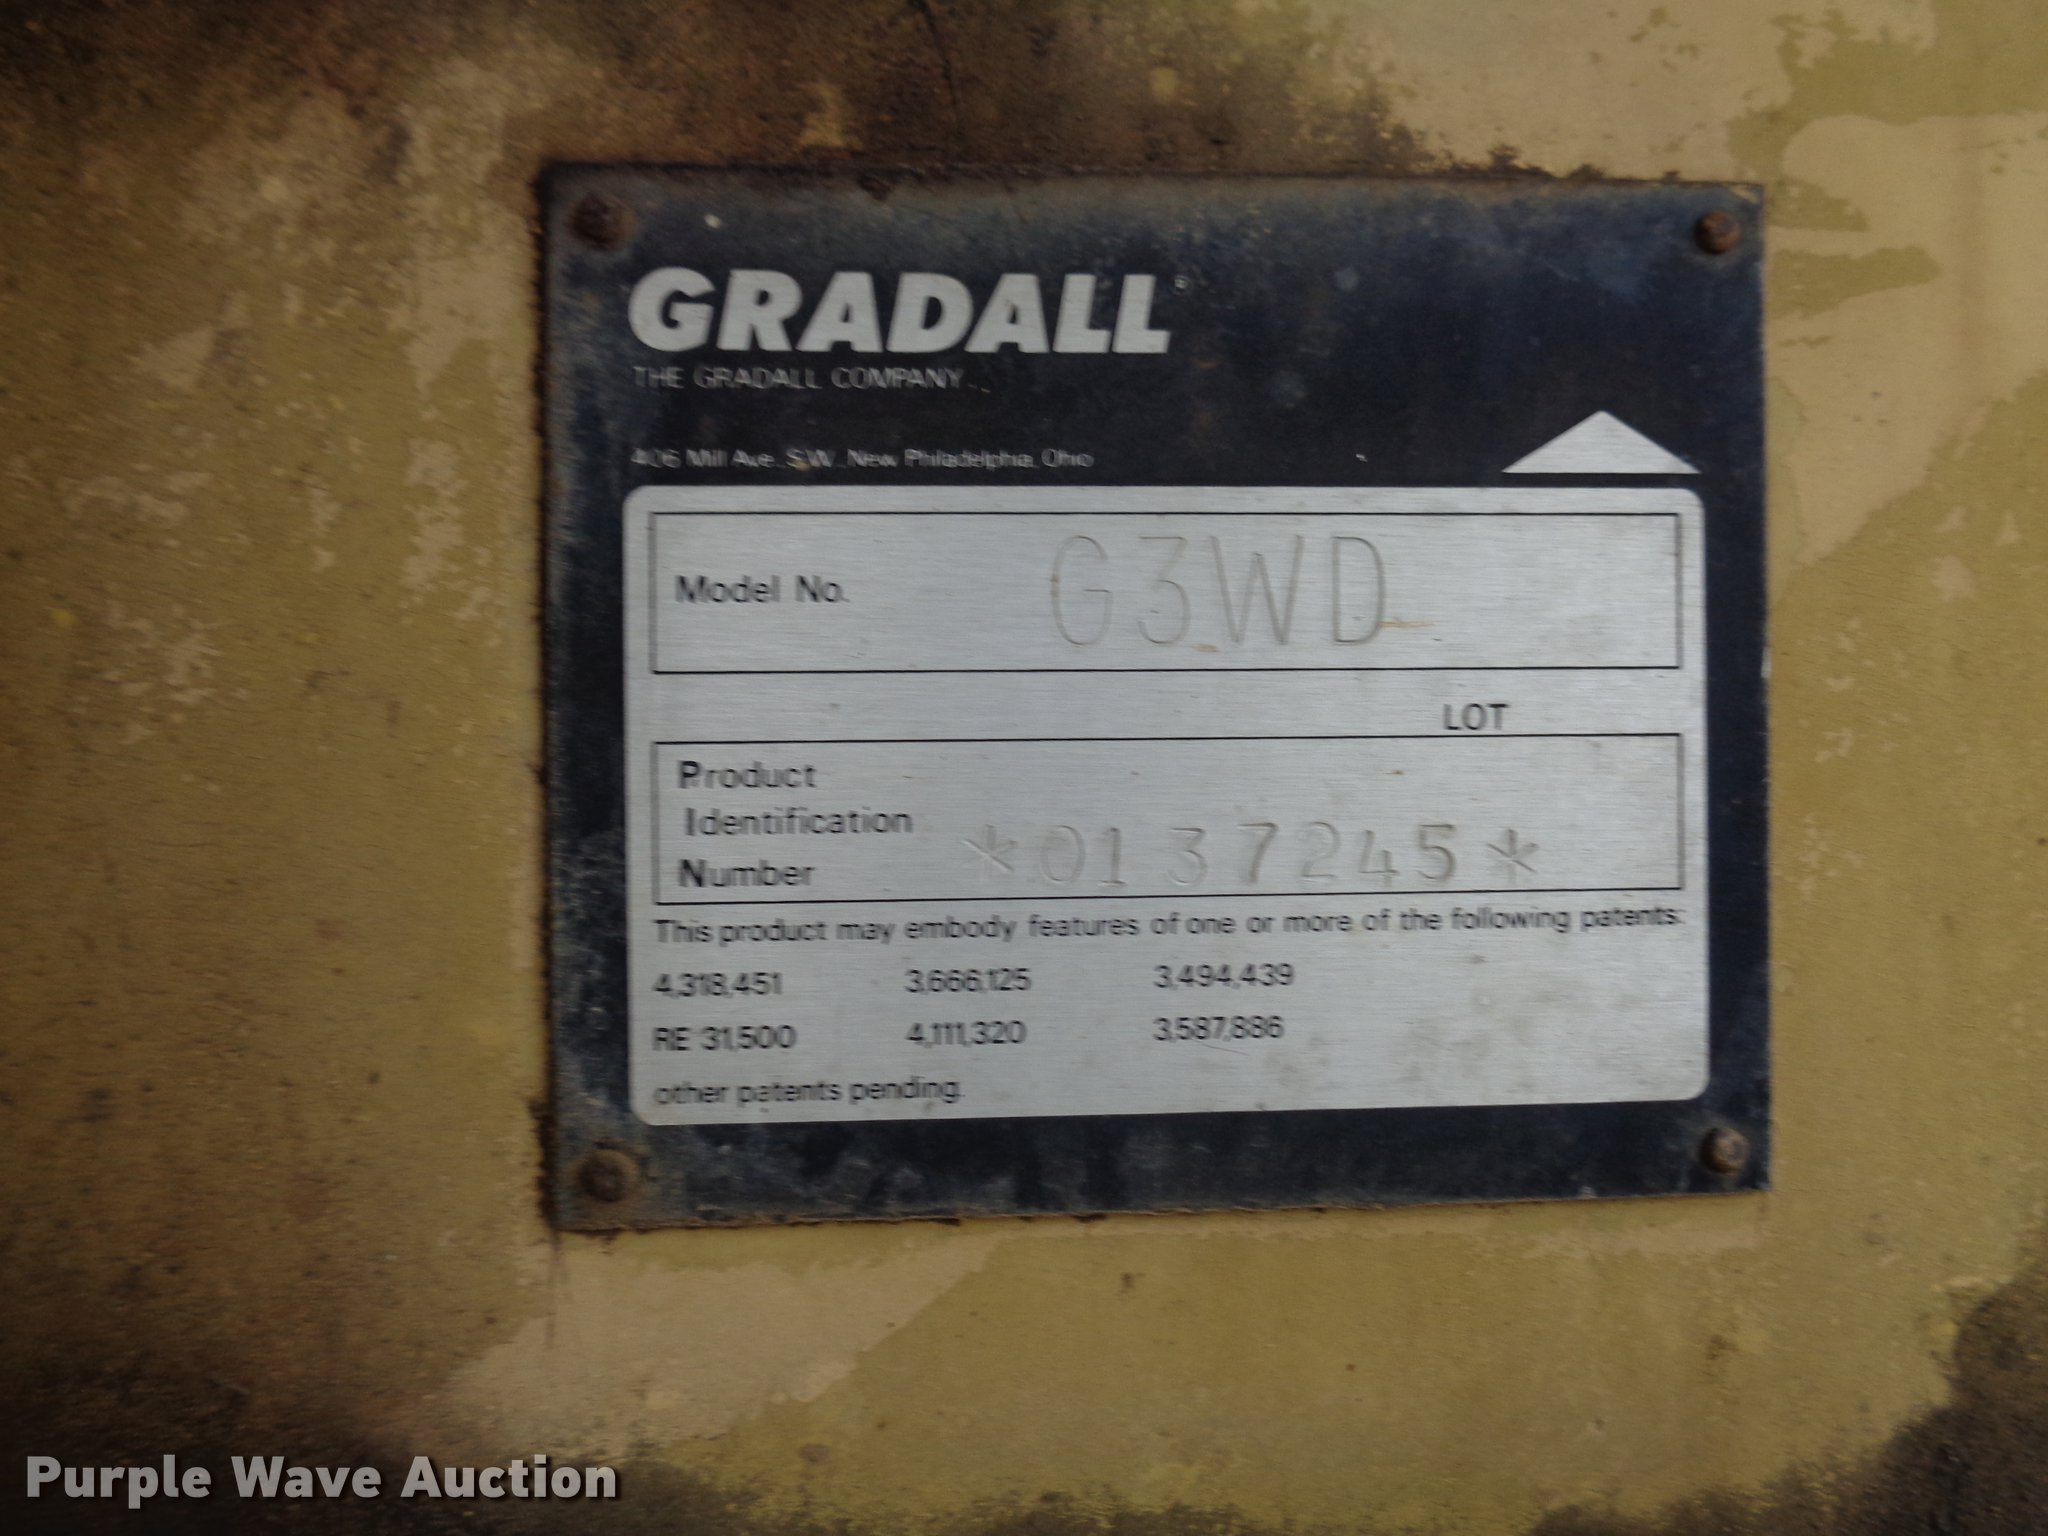 GRADALL®
THE GRADALL COMPANY
406 Mill Ave. S.W. New Philadelphia, Ohio
Model No. G3WD
LOT
Product
Identification
Number *0137245*
This product may embody features of one or more of the following patents:
4,318,451 3,666,125 3,494,439
RE 31,500 4,111,320 3,587,886
other patents pending.
Purple Wave Auction